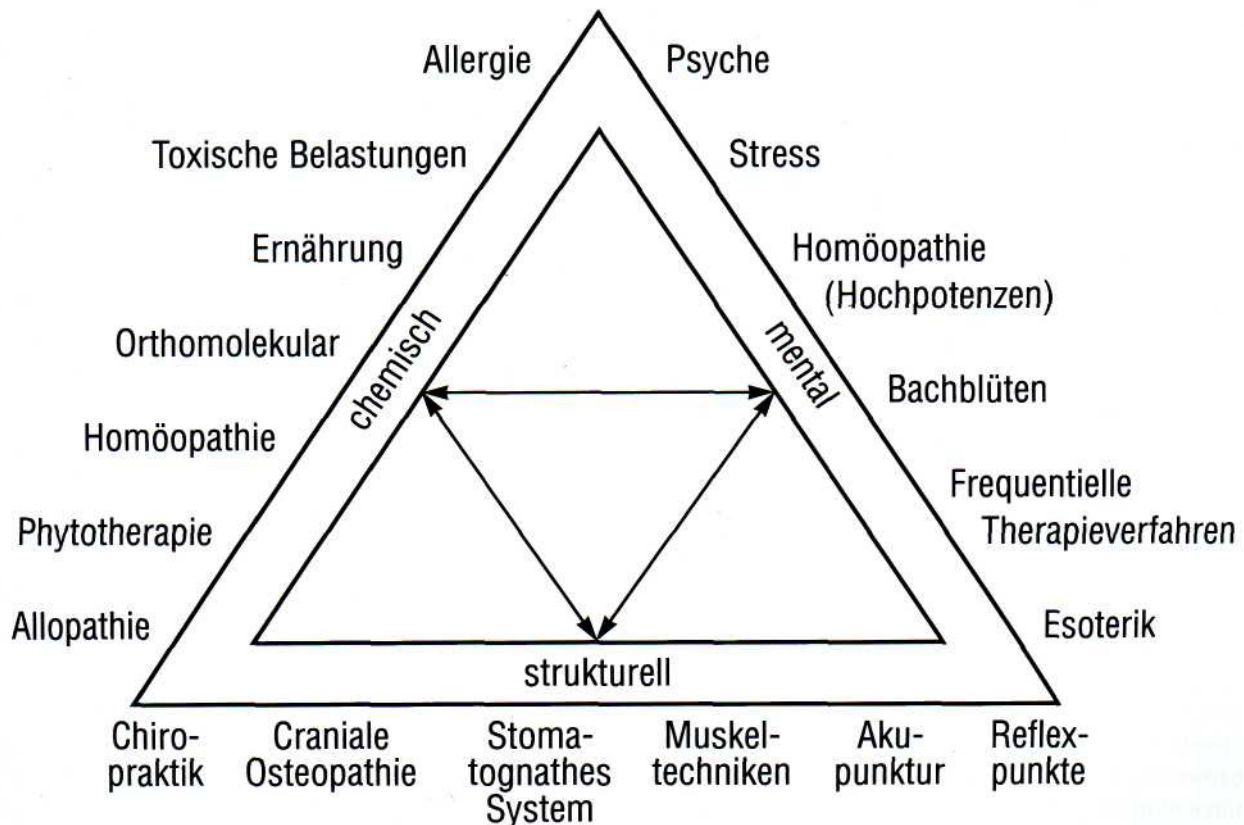 Allergie
Psyche
Toxische Belastungen
Stress
Ernährung
Homöopathie
(Hochpotenzen)
Orthomolekular
chemisch
mental
Bachblüten
Homöopathie
Frequentielle
Therapieverfahren
Phytotherapie
Allopathie
Esoterik
strukturell
Chiro-
praktik
Craniale
Osteopathie
Stoma-
tognathes
System
Muskel-
techniken
Aku-
punktur
Reflex-
punkte